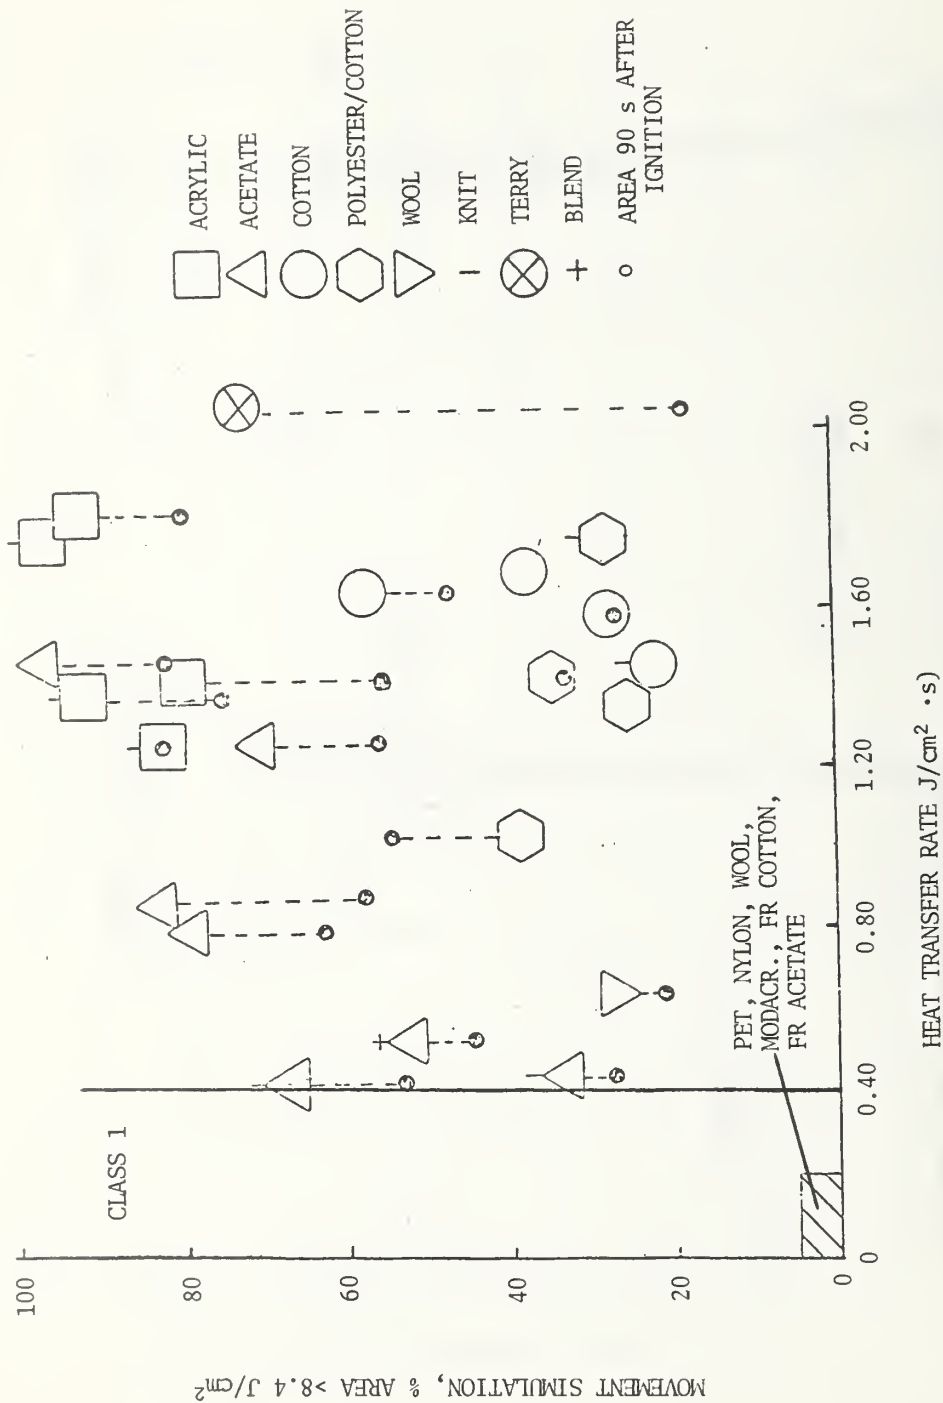 MOVEMENT SIMULATION, % AREA >8.4 J/cm²
100
80
60
40
20
0
CLASS 1
PET, NYLON, WOOL,
MODACR., FR COTTON,
FR ACETATE
0
0.40
0.80
1.20
1.60
2.00
HEAT TRANSFER RATE J/cm² ·s)
ACRYLIC
ACETATE
COTTON
POLYESTER/COTTON
WOOL
KNIT
TERRY
BLEND
AREA 90 s AFTER
IGNITION